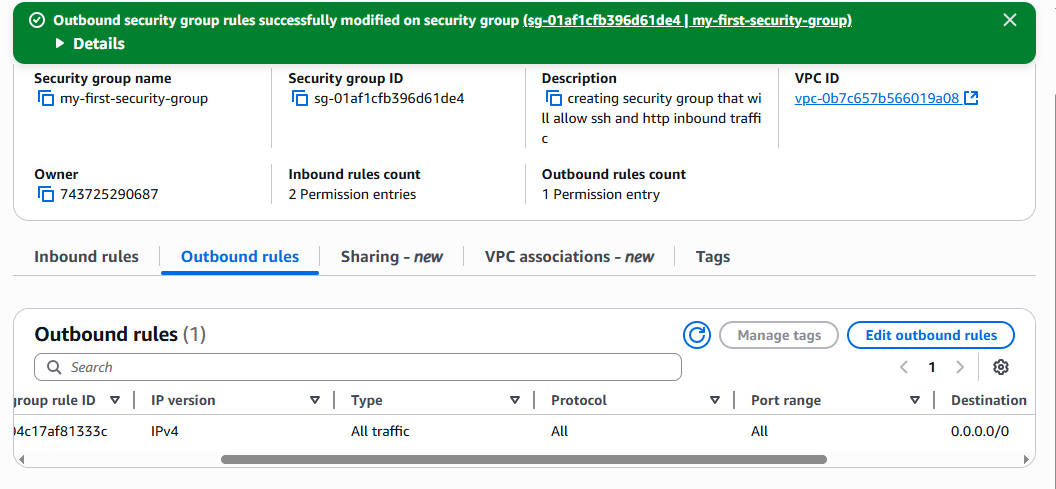 Outbound security group rules successfully modified on security group (sg-01af1cfb396d61de4 | my-first-security-group)
Details
Security group name
my-first-security-group
Security group ID
sg-01af1cfb396d61de4
Description
creating security group that wi
ll allow ssh and http inbound traffi
c
VPC ID
vpc-0b7c657b566019a08
Owner
743725290687
Inbound rules count
2 Permission entries
Outbound rules count
1 Permission entry
Inbound rules Outbound rules Sharing - new VPC associations - new Tags
Outbound rules (1)
Manage tags Edit outbound rules
Search
1
group rule ID IP version Type Protocol Port range Destination
04c17af81333c IPv4 All traffic All All 0.0.0.0/0